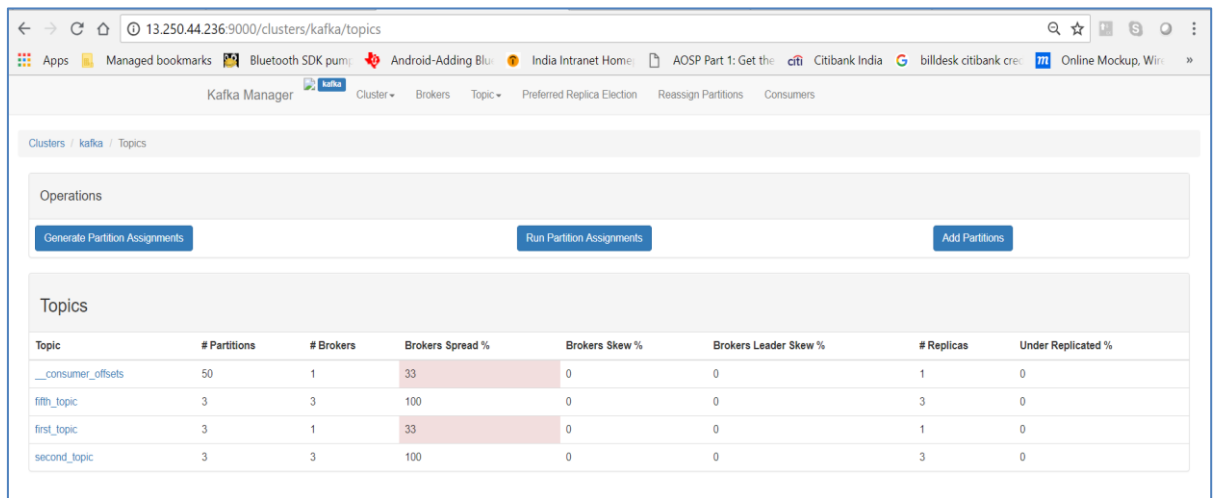 13.250.44.236:9000/clusters/kafka/topics
Apps Managed bookmarks Bluetooth SDK pump Android-Adding Blu India Intranet Home AOSP Part 1: Get the citi Citibank India G billdesk citibank cred m Online Mockup, Wire »
Kafka Manager kafka Cluster Brokers Topic Preferred Replica Election Reassign Partitions Consumers
Clusters / kafka / Topics
Operations
Generate Partition Assignments Run Partition Assignments Add Partitions
Topics
Topic # Partitions # Brokers Brokers Spread % Brokers Skew % Brokers Leader Skew % # Replicas Under Replicated %
__consumer_offsets 50 1 33 0 0 1 0
fifth_topic 3 3 100 0 0 3 0
first_topic 3 1 33 0 0 1 0
second_topic 3 3 100 0 0 3 0